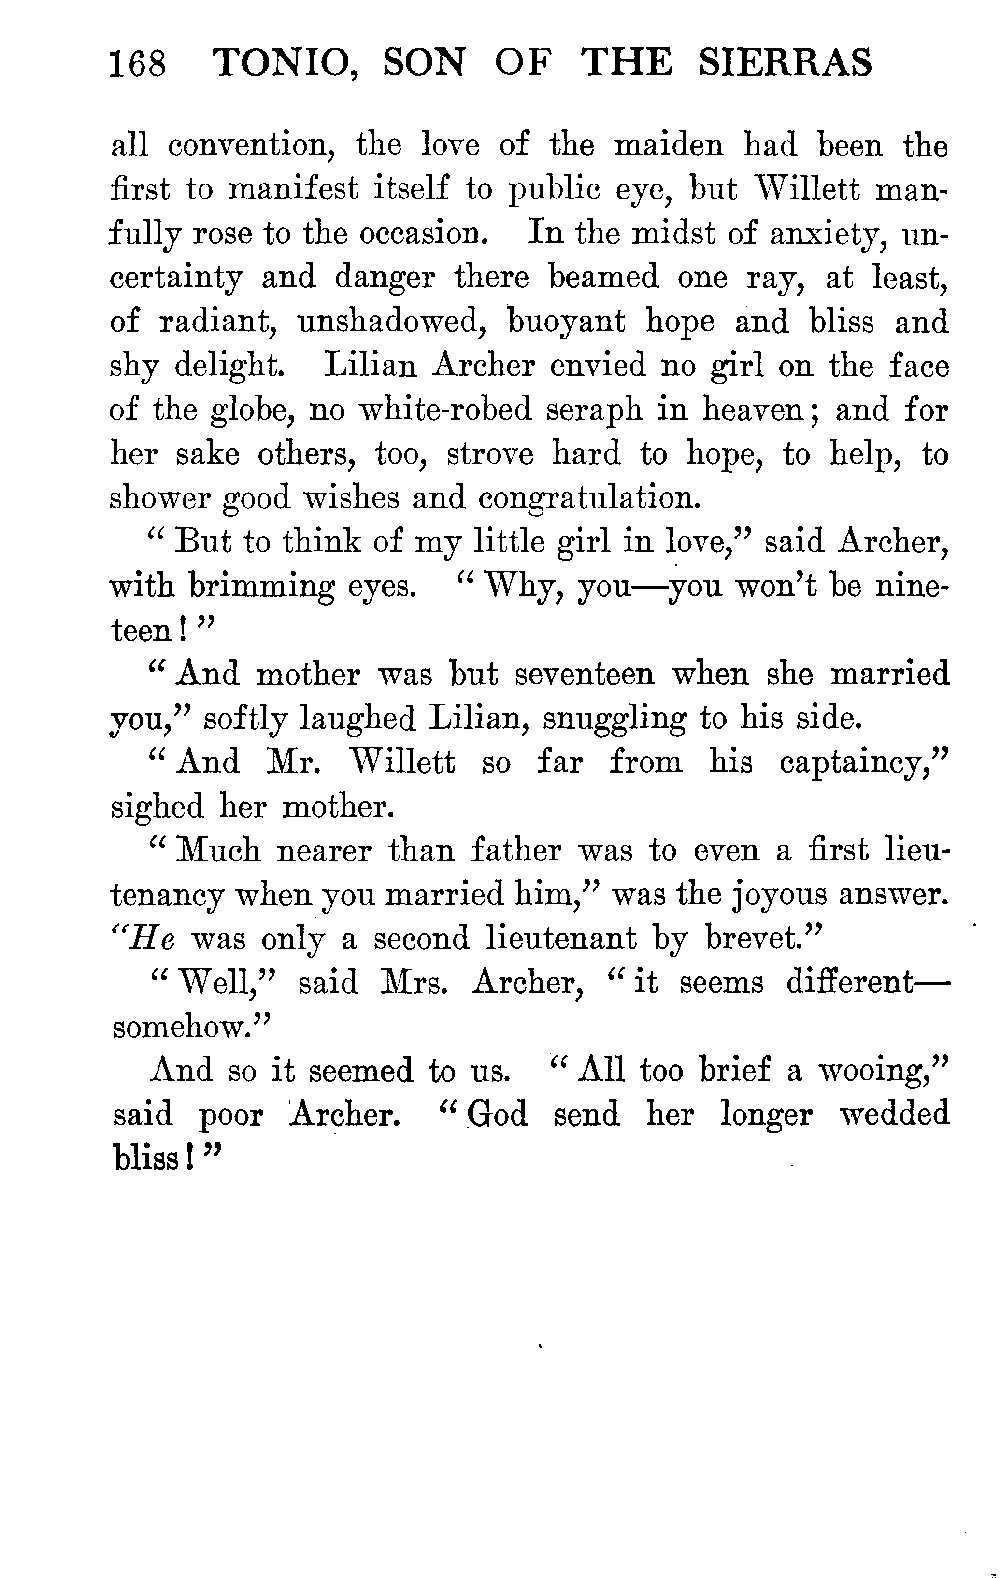 168 TONIO, SON OF THE SIERRAS
all convention, the love of the maiden had been the
first to manifest itself to public eye, but Willett man-
fully rose to the occasion. In the midst of anxiety, un-
certainty and danger there beamed one ray, at least,
of radiant, unshadowed, buoyant hope and bliss and
shy delight. Lilian Archer envied no girl on the face
of the globe, no white-robed seraph in heaven; and for
her sake others, too, strove hard to hope, to help, to
shower good wishes and congratulation.
“But to think of my little girl in love,” said Archer,
with brimming eyes. “Why, you—you won’t be nine-
teen!”
“And mother was but seventeen when she married
you,” softly laughed Lilian, snuggling to his side.
“And Mr. Willett so far from his captaincy,”
sighed her mother.
“Much nearer than father was to even a first lieu-
tenancy when you married him,” was the joyous answer.
“He was only a second lieutenant by brevet.”
“Well,” said Mrs. Archer, “it seems different—
somehow.”
And so it seemed to us. “All too brief a wooing,”
said poor Archer. “God send her longer wedded
bliss!”